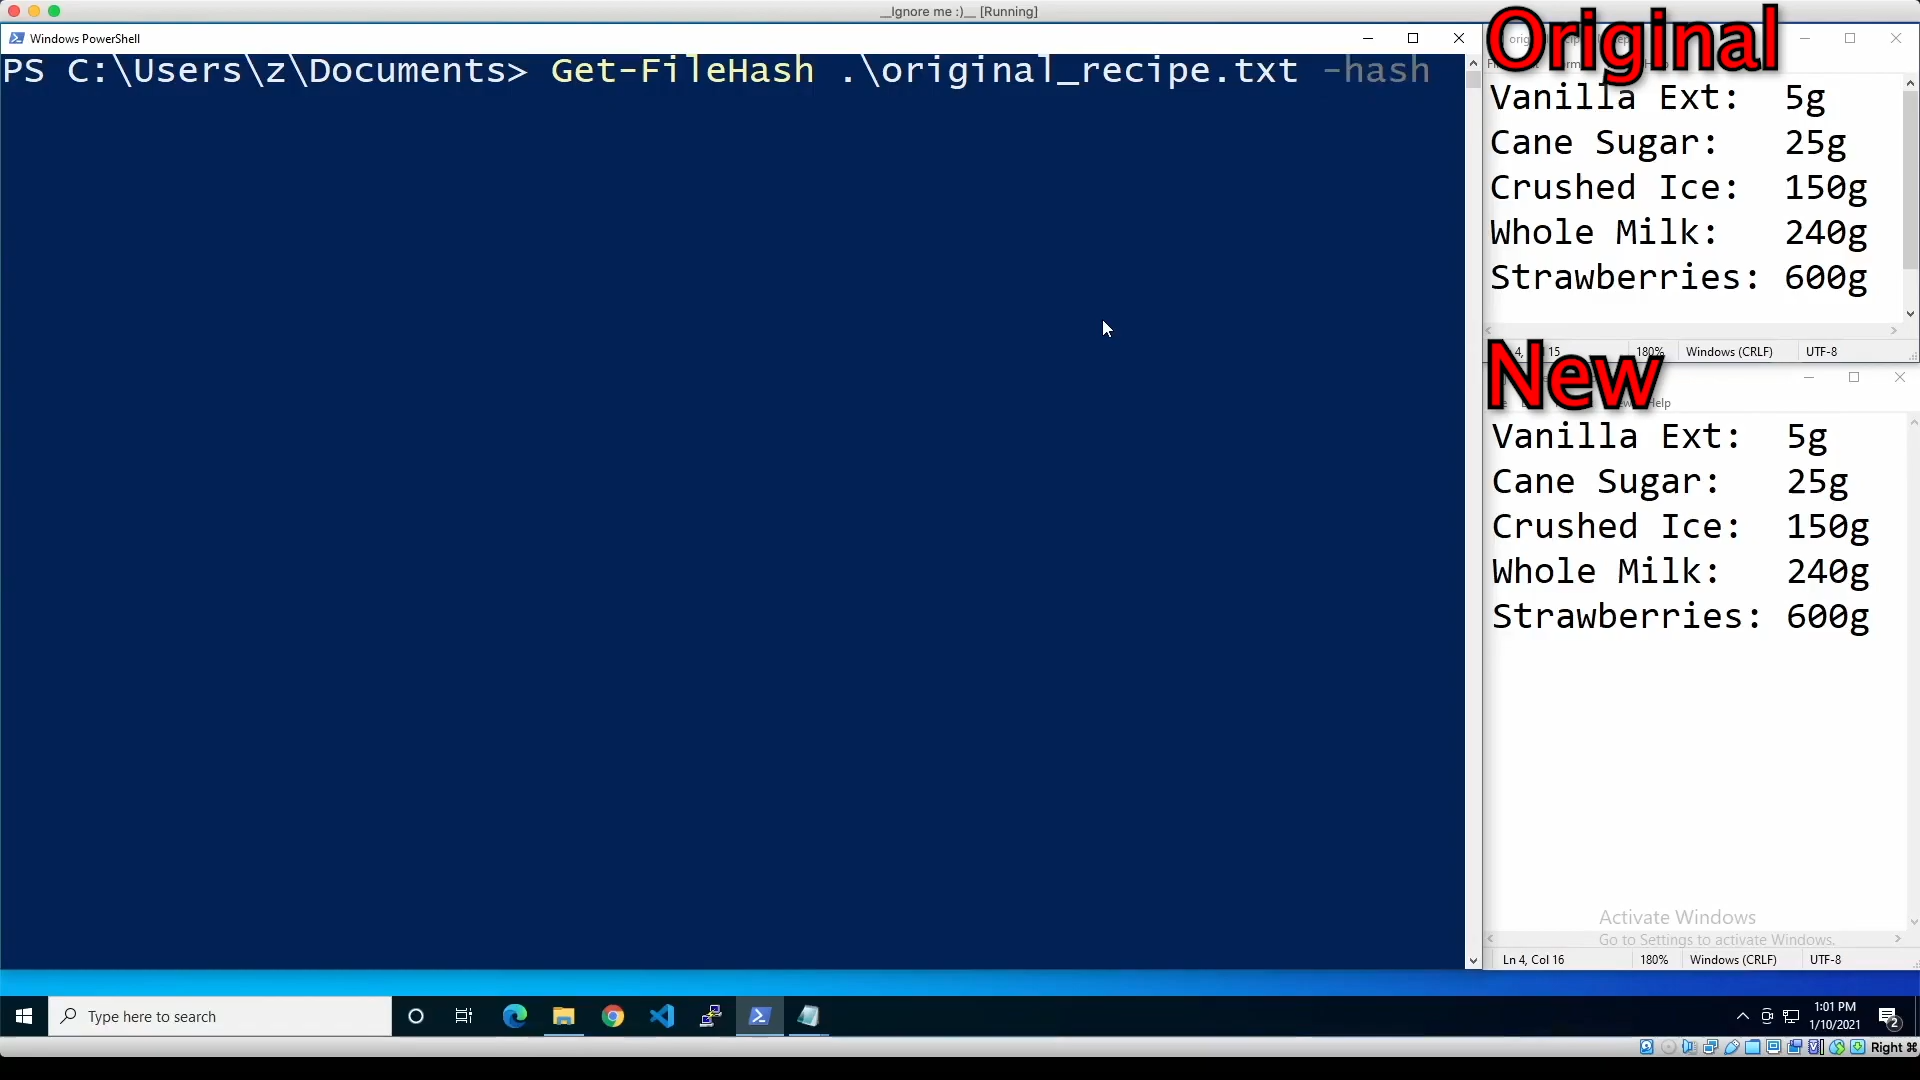 __Ignore me :)__ [Running]
Windows PowerShell
PS C:\Users\z\Documents> Get-FileHash .\original_recipe.txt -hash
Original
Vanilla Ext: 5g
Cane Sugar: 25g
Crushed Ice: 150g
Whole Milk: 240g
Strawberries: 600g
15 180% Windows (CRLF) UTF-8
New
Help
Vanilla Ext: 5g
Cane Sugar: 25g
Crushed Ice: 150g
Whole Milk: 240g
Strawberries: 600g
Activate Windows
Go to Settings to activate Windows.
Ln 4, Col 16 180% Windows (CRLF) UTF-8
Type here to search
1:01 PM
1/10/2021
2
Right ⌘